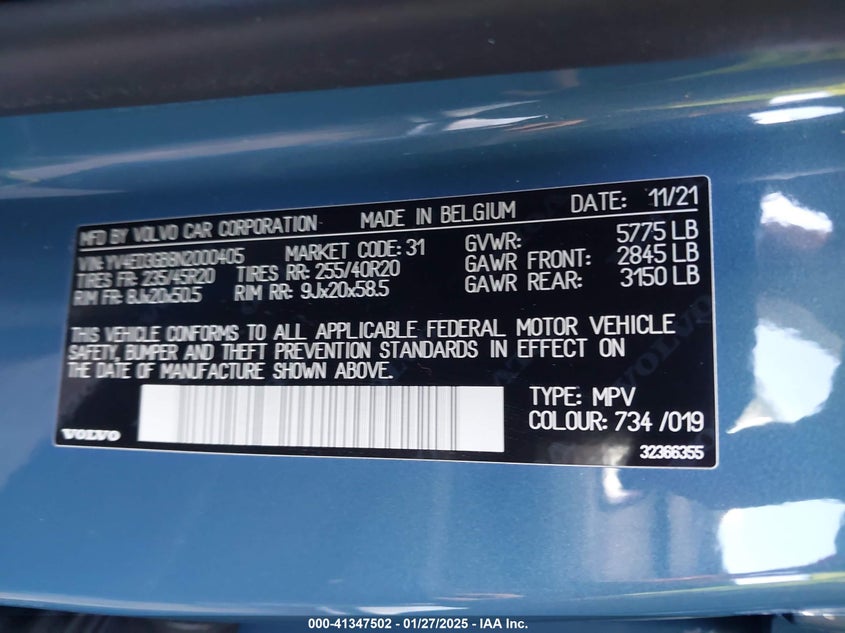 MFD BY VOLVO CAR CORPORATION MADE IN BELGIUM DATE: 11/21
VIN: YV4ED3GB8N2000405 MARKET CODE: 31 GVWR: 5775 LB
TIRES FR: 235/45R20 TIRES RR: 255/40R20 GAWR FRONT: 2845 LB
RIM FR: 8Jx20x50.5 RIM RR: 9Jx20x58.5 GAWR REAR: 3150 LB
THIS VEHICLE CONFORMS TO ALL APPLICABLE FEDERAL MOTOR VEHICLE
SAFETY, BUMPER AND THEFT PREVENTION STANDARDS IN EFFECT ON
THE DATE OF MANUFACTURE SHOWN ABOVE.
TYPE: MPV
COLOUR: 734 /019
VOLVO
32366355
000-41347502 - 01/27/2025 - IAA Inc.